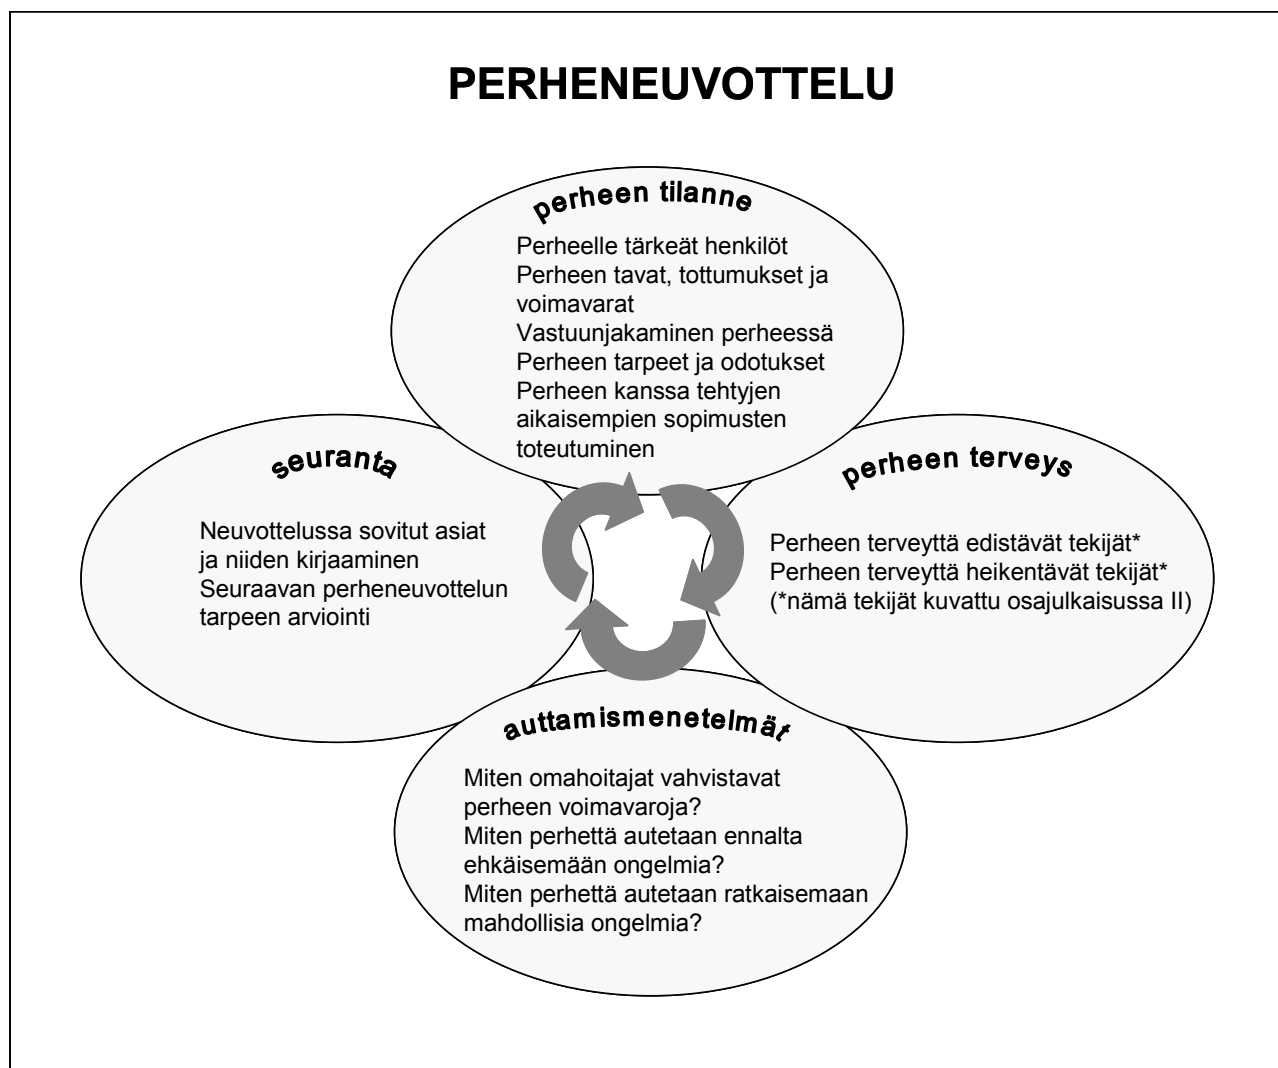 PERHENEUVOTTELU
perheen tilanne
Perheelle tärkeät henkilöt
Perheen tavat, tottumukset ja
voimavarat
Vastuunjakaminen perheessä
Perheen tarpeet ja odotukset
Perheen kanssa tehtyjen
aikaisempien sopimusten
toteutuminen
perheen terveys
Perheen terveyttä edistävät tekijät*
Perheen terveyttä heikentävät tekijät*
(*nämä tekijät kuvattu osajulkaisussa II)
auttamismenetelmät
Miten omahoitajat vahvistavat
perheen voimavaroja?
Miten perhettä autetaan ennalta
ehkäisemään ongelmia?
Miten perhettä autetaan ratkaisemaan
mahdollisia ongelmia?
seuranta
Neuvottelussa sovitut asiat
ja niiden kirjaaminen
Seuraavan perheneuvottelun
tarpeen arviointi